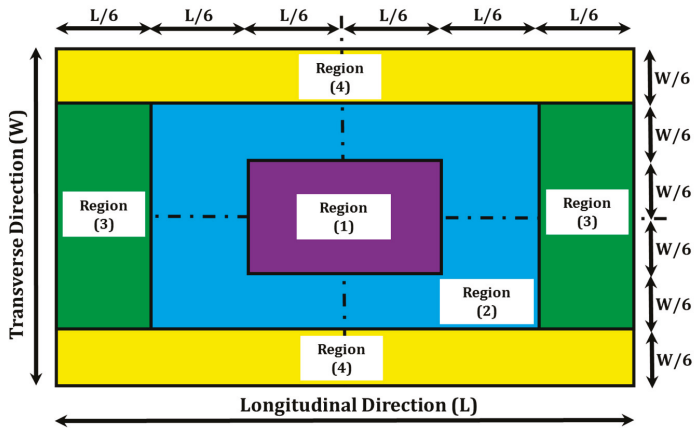 L/6 L/6 L/6 L/6 L/6 L/6
Region
(4)
W/6
W/6
Transverse Direction (W)
Region
(3)
Region
(1)
Region
(3)
W/6
W/6
Region
(2)
W/6
Region
(4)
W/6
Longitudinal Direction (L)